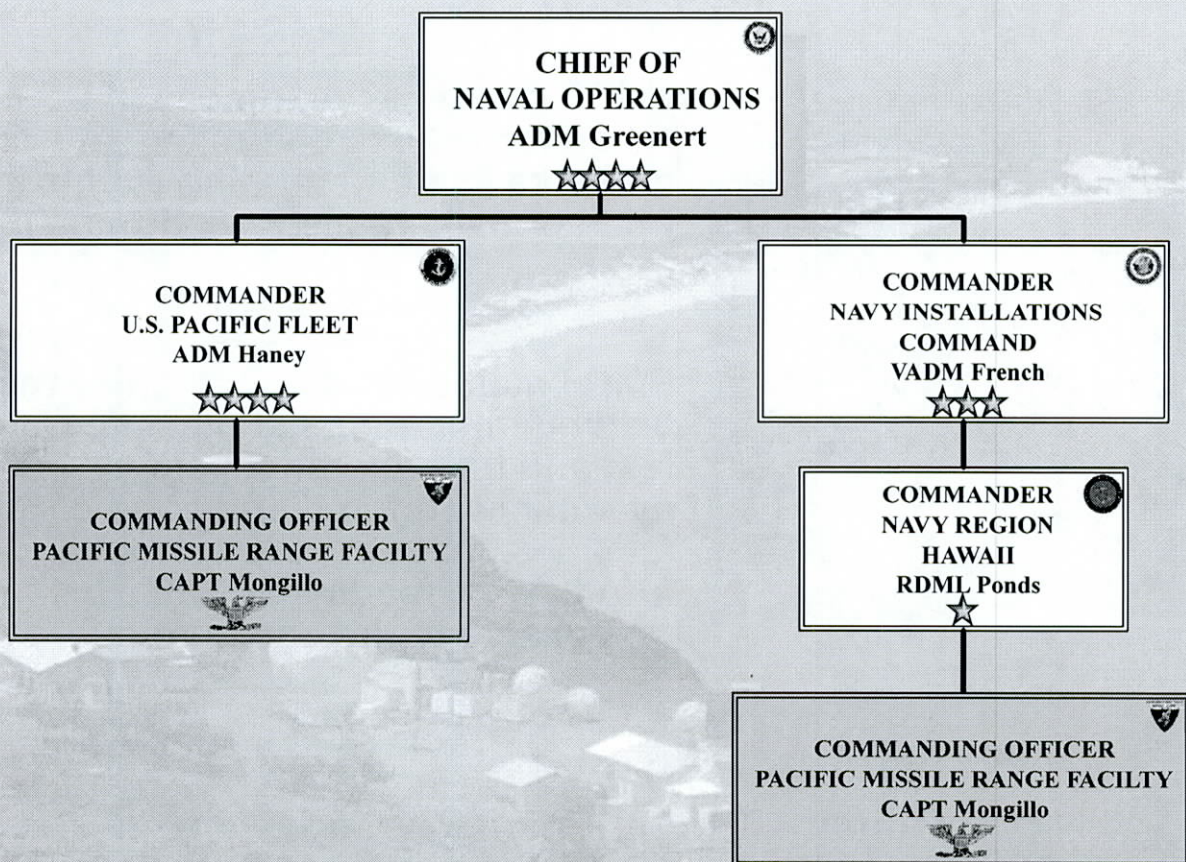 CHIEF OF
NAVAL OPERATIONS
ADM Greenert
COMMANDER
U.S. PACIFIC FLEET
ADM Haney
COMMANDER
NAVY INSTALLATIONS
COMMAND
VADM French
COMMANDING OFFICER
PACIFIC MISSILE RANGE FACILTY
CAPT Mongillo
COMMANDER
NAVY REGION
HAWAII
RDML Ponds
COMMANDING OFFICER
PACIFIC MISSILE RANGE FACILTY
CAPT Mongillo